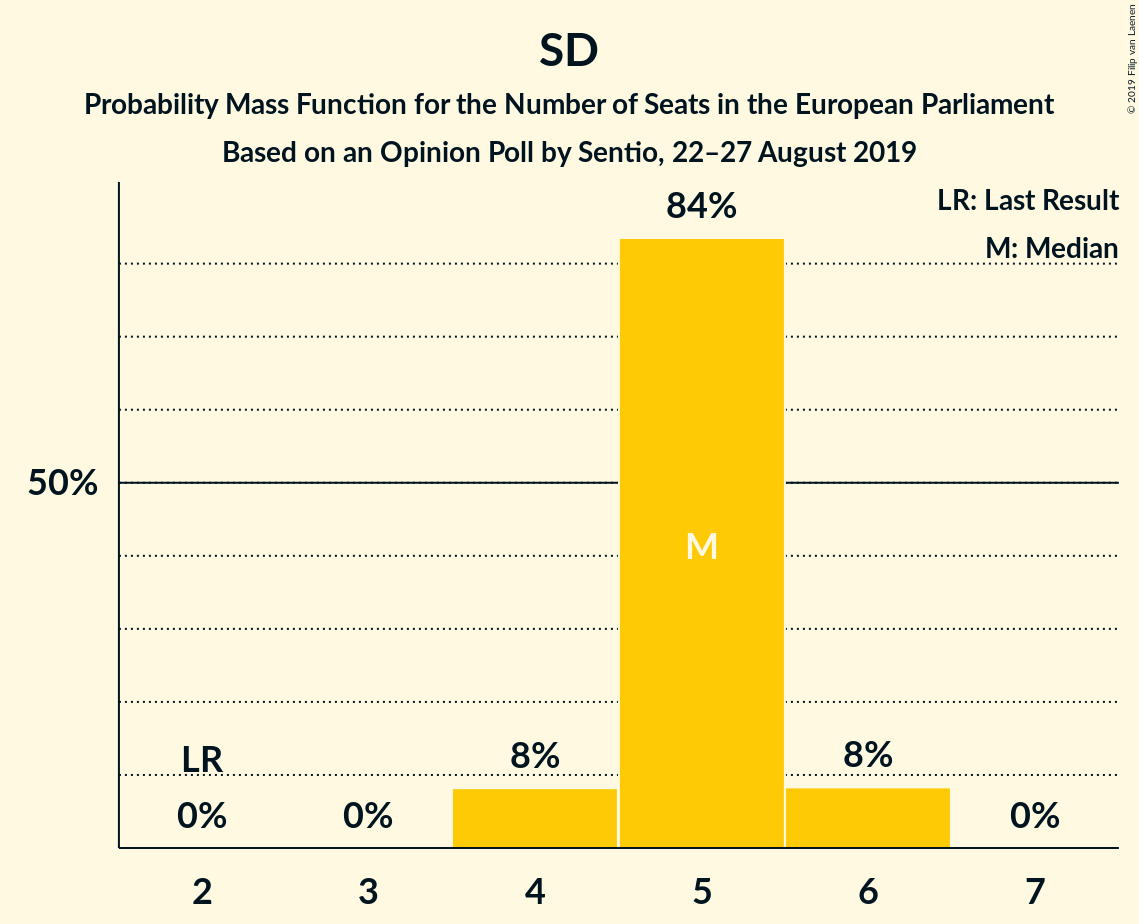 SD
Probability Mass Function for the Number of Seats in the European Parliament
Based on an Opinion Poll by Sentio, 22–27 August 2019
© 2019 Filip van Laenen
LR: Last Result
M: Median
84%
50%
M
LR
8%
8%
0%
0%
0%
2 3 4 5 6 7